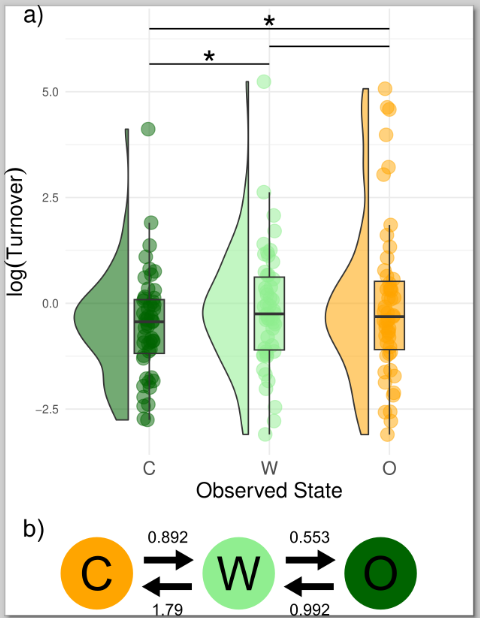 a)
*
*
log(Turnover)
5.0
2.5
0.0
−2.5
C W O
Observed State
b)
0.892 0.553
C W O
1.79 0.992